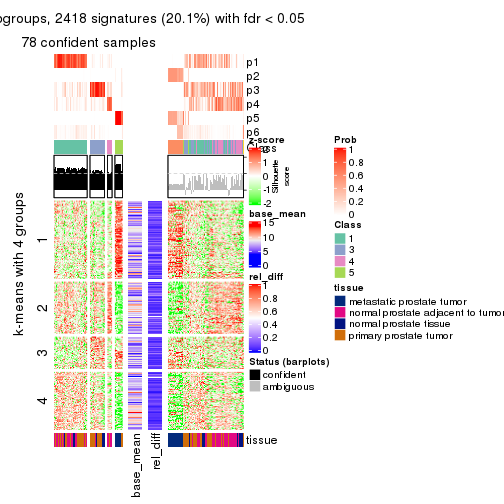 groups, 2418 signatures (20.1%) with fdr < 0.05
78 confident samples
p1
p2
p3
p4
p5
p6
Class
Silhouette
score
k-means with 4 groups
1
2
3
4
base_mean
rel_diff
tissue
z-score
0
-2
base_mean
15
10
5
0
rel_diff
1
0.8
0.6
0.4
0.2
0
Status (barplots)
confident
ambiguous
Prob
1
0.8
0.6
0.4
0.2
0
Class
1
3
4
5
tissue
metastatic prostate tumor
normal prostate adjacent to tumor
normal prostate tissue
primary prostate tumor